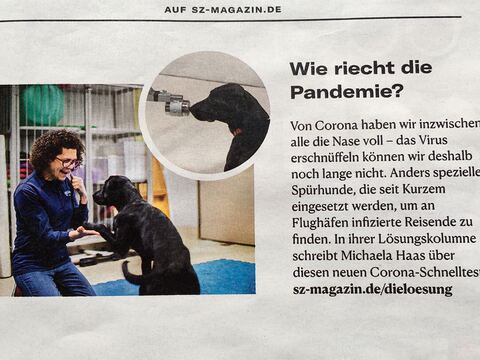 AUF SZ-MAGAZIN.DE
Wie riecht die
Pandemie?
Von Corona haben wir inzwischen
alle die Nase voll – das Virus
erschnüffeln können wir deshalb
noch lange nicht. Anders spezielle
Spürhunde, die seit Kurzem
eingesetzt werden, um an
Flughäfen infizierte Reisende zu
finden. In ihrer Lösungskolumne
schreibt Michaela Haas über
diesen neuen Corona-Schnelltest
sz-magazin.de/dieloesung